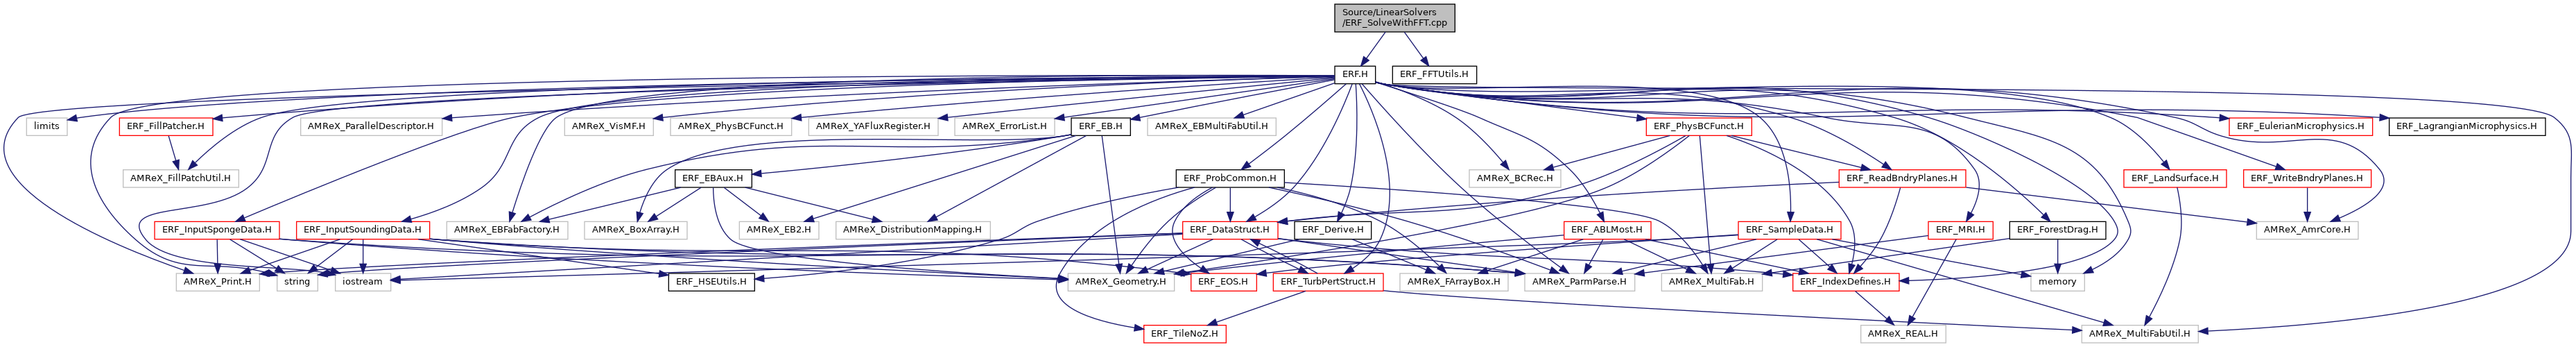 Source/LinearSolvers
/ERF_SolveWithFFT.cpp
ERF.H
ERF_FFTUtils.H
limits
ERF_FillPatcher.H
AMReX_ParallelDescriptor.H
AMReX_VisMF.H
AMReX_PhysBCFunct.H
AMReX_YAFluxRegister.H
AMReX_ErrorList.H
ERF_EB.H
AMReX_EBMultiFabUtil.H
ERF_PhysBCFunct.H
ERF_EulerianMicrophysics.H
ERF_LagrangianMicrophysics.H
AMReX_FillPatchUtil.H
ERF_EBAux.H
ERF_ProbCommon.H
AMReX_BCRec.H
ERF_ReadBndryPlanes.H
ERF_LandSurface.H
ERF_WriteBndryPlanes.H
ERF_InputSpongeData.H
ERF_InputSoundingData.H
AMReX_EBFabFactory.H
AMReX_BoxArray.H
AMReX_EB2.H
AMReX_DistributionMapping.H
ERF_DataStruct.H
ERF_Derive.H
ERF_ABLMost.H
ERF_SampleData.H
ERF_MRI.H
ERF_ForestDrag.H
AMReX_AmrCore.H
AMReX_Print.H
string
iostream
ERF_HSEUtils.H
AMReX_Geometry.H
ERF_EOS.H
ERF_TurbPertStruct.H
AMReX_FArrayBox.H
AMReX_ParmParse.H
AMReX_MultiFab.H
ERF_IndexDefines.H
memory
ERF_TileNoZ.H
AMReX_REAL.H
AMReX_MultiFabUtil.H